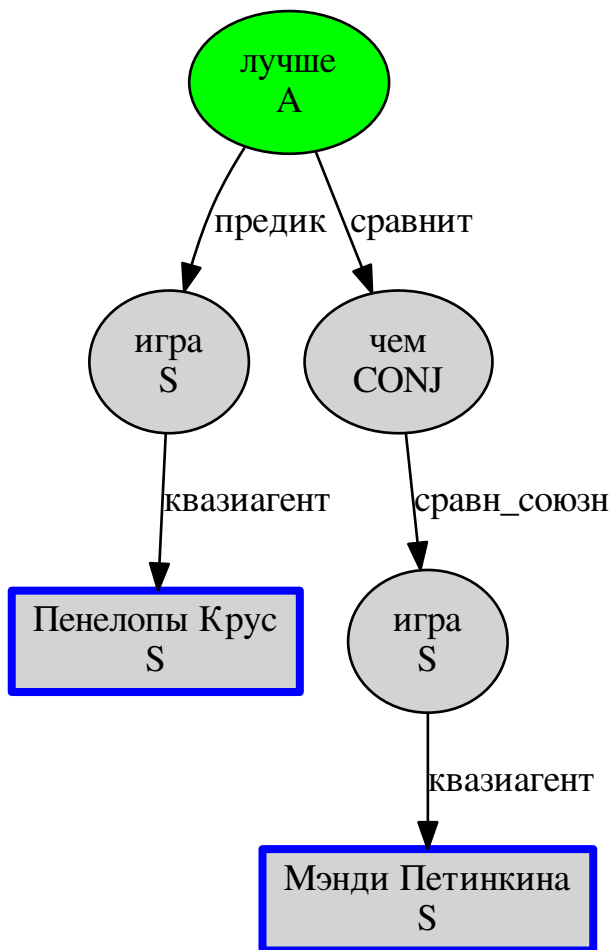 лучше
A
предик
сравнит
игра
S
чем
CONJ
квазиагент
сравн_союзн
Пенелопы Крус
S
игра
S
квазиагент
Мэнди Петинкина
S